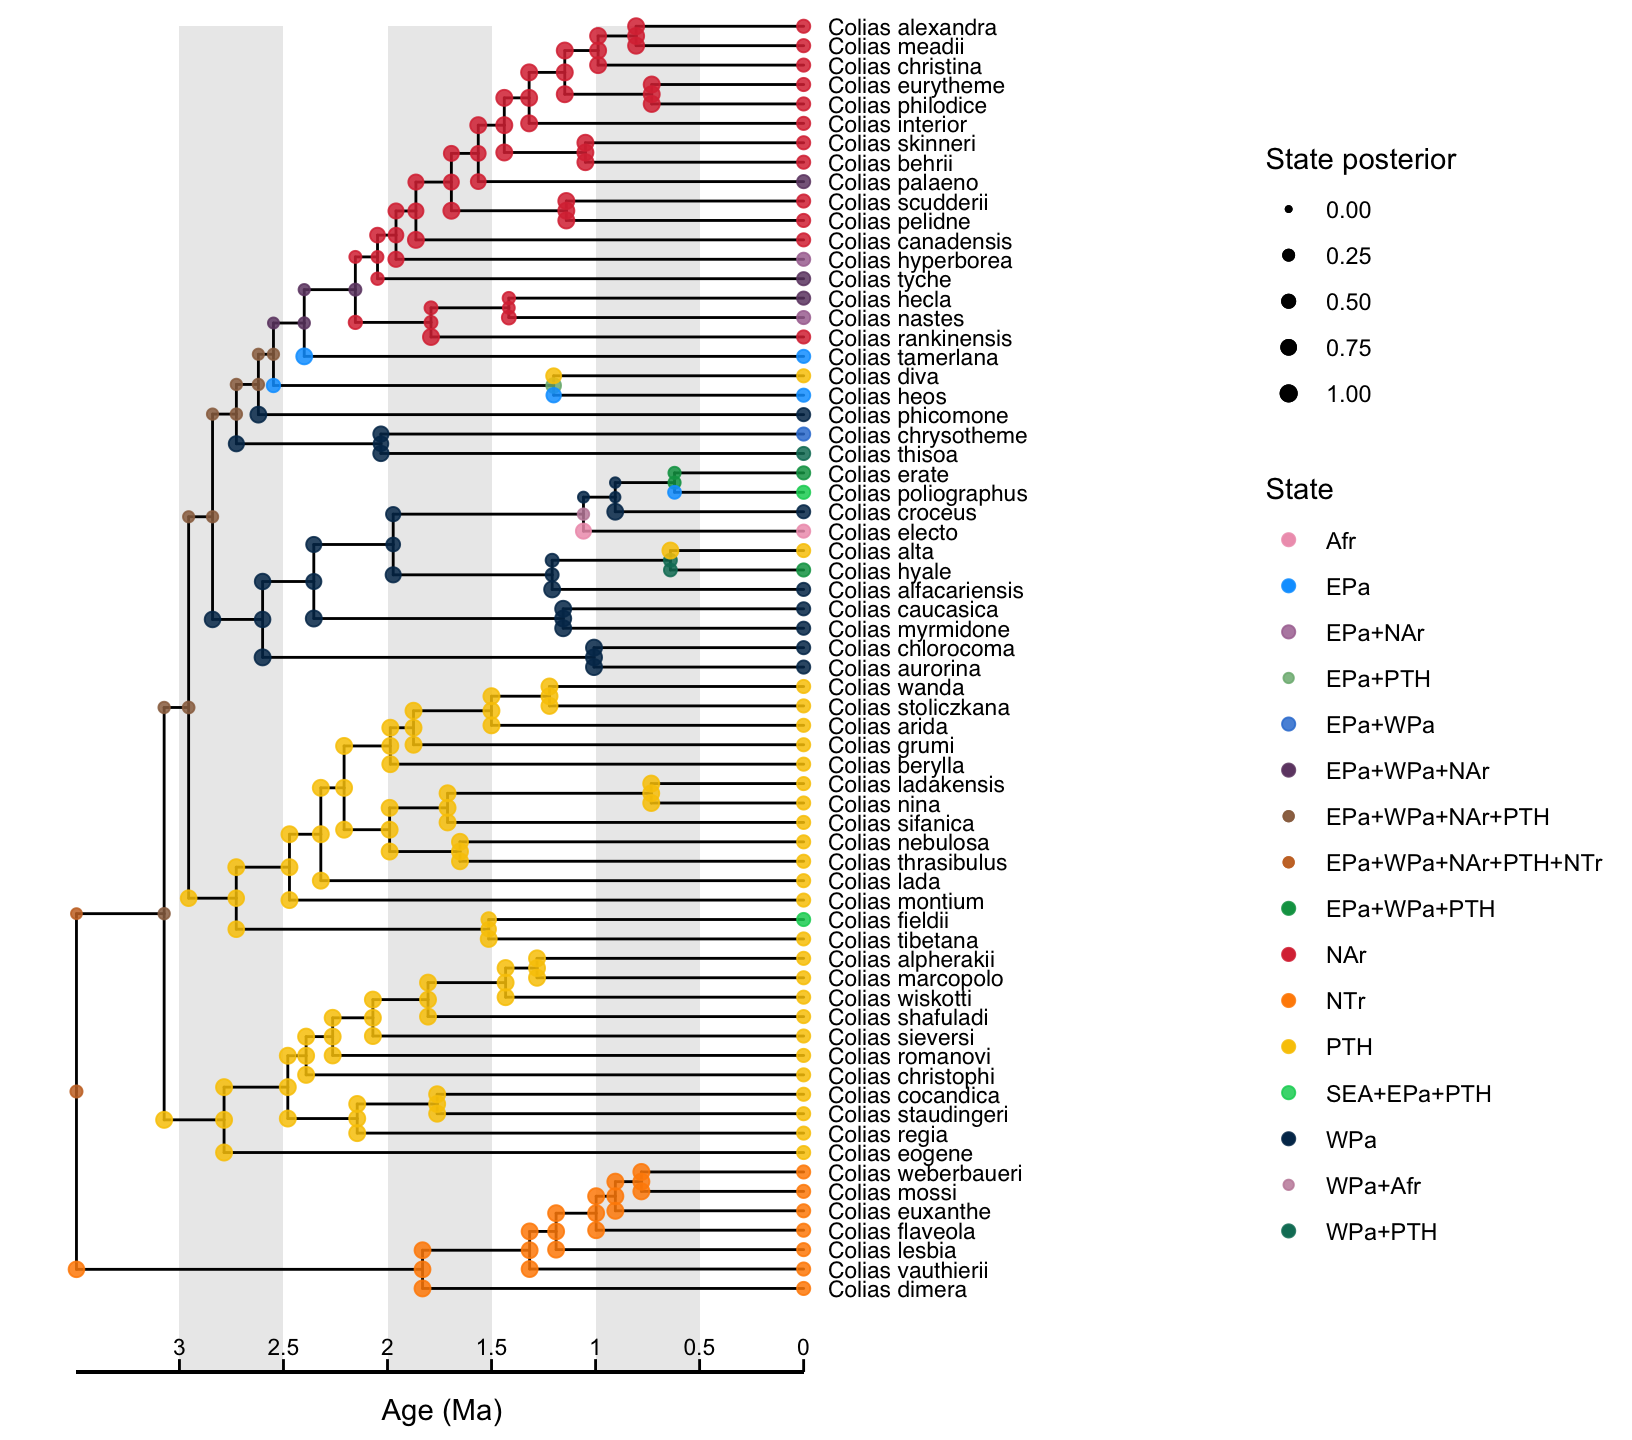 Colias alexandra
Colias meadii
Colias christina
Colias eurytheme
Colias philodice
Colias interior
Colias skinneri
Colias behrii
Colias palaeno
Colias scudderii
Colias pelidne
Colias canadensis
Colias hyperborea
Colias tyche
Colias hecla
Colias nastes
Colias rankinensis
Colias tamerlana
Colias diva
Colias heos
Colias phicomone
Colias chrysotheme
Colias thisoa
Colias erate
Colias poliographus
Colias croceus
Colias electo
Colias alta
Colias hyale
Colias alfacariensis
Colias caucasica
Colias myrmidone
Colias chlorocoma
Colias aurorina
Colias wanda
Colias stoliczkana
Colias arida
Colias grumi
Colias berylla
Colias ladakensis
Colias nina
Colias sifanica
Colias nebulosa
Colias thrasibulus
Colias lada
Colias montium
Colias fieldii
Colias tibetana
Colias alpherakii
Colias marcopolo
Colias wiskotti
Colias shafuladi
Colias sieversi
Colias romanovi
Colias christophi
Colias cocandica
Colias staudingeri
Colias regia
Colias eogene
Colias weberbaueri
Colias mossi
Colias euxanthe
Colias flaveola
Colias lesbia
Colias vauthierii
Colias dimera
3 2.5 2 1.5 1 0.5 0
Age (Ma)
State posterior
0.00
0.25
0.50
0.75
1.00
State
Afr
EPa
EPa+NAr
EPa+PTH
EPa+WPa
EPa+WPa+NAr
EPa+WPa+NAr+PTH
EPa+WPa+NAr+PTH+NTr
EPa+WPa+PTH
NAr
NTr
PTH
SEA+EPa+PTH
WPa
WPa+Afr
WPa+PTH